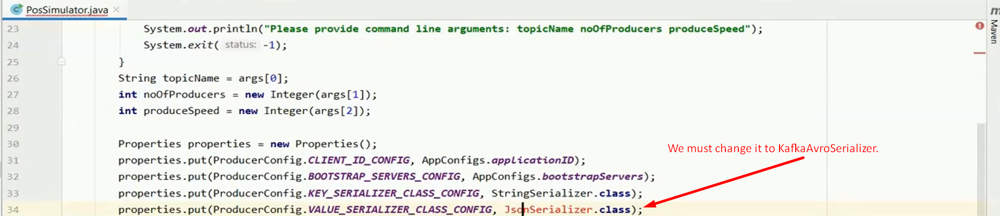 PosSimulator.java
m
Maven
23 System.out.println("Please provide command line arguments: topicName noOfProducers produceSpeed");
24 System.exit( status: -1);
25 }
26 String topicName = args[0];
27 int noOfProducers = new Integer(args[1]);
28 int produceSpeed = new Integer(args[2]);
29
30 Properties properties = new Properties();
We must change it to KafkaAvroSerializer.
31 properties.put(ProducerConfig.CLIENT_ID_CONFIG, AppConfigs.applicationID);
32 properties.put(ProducerConfig.BOOTSTRAP_SERVERS_CONFIG, AppConfigs.bootstrapServers);
33 properties.put(ProducerConfig.KEY_SERIALIZER_CLASS_CONFIG, StringSerializer.class);
34 properties.put(ProducerConfig.VALUE_SERIALIZER_CLASS_CONFIG, JsonSerializer.class);